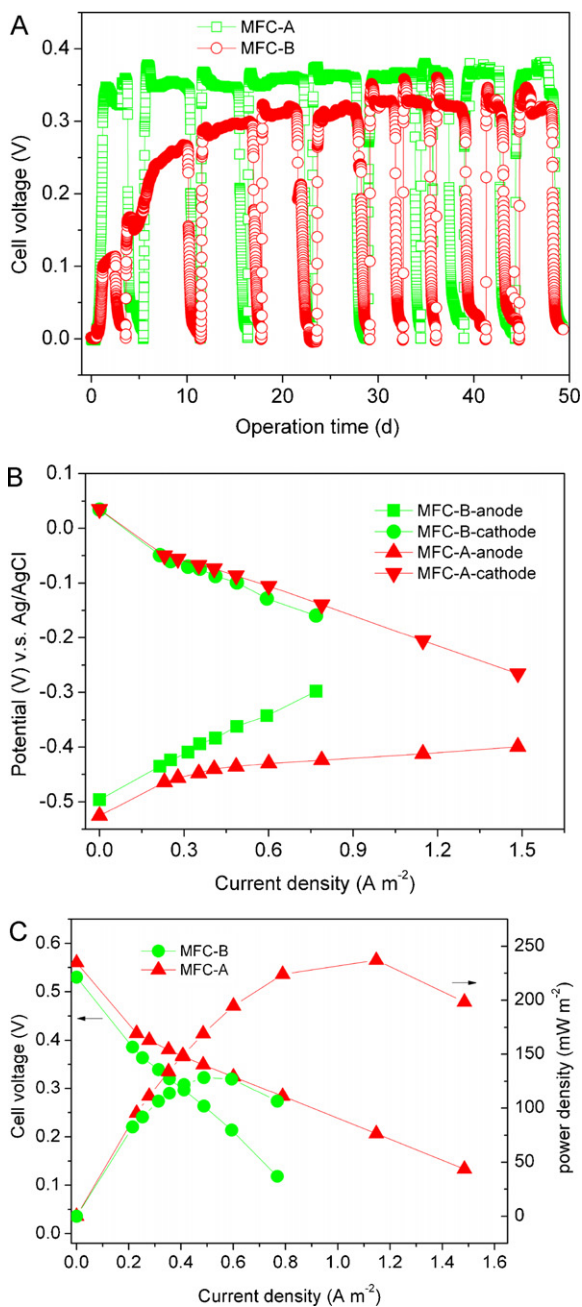 A
MFC-A
MFC-B
0.4
0.3
0.2
0.1
0.0
Cell voltage (V)
0
10
20
30
40
50
Operation time (d)
B
MFC-B-anode
MFC-B-cathode
MFC-A-anode
MFC-A-cathode
0.1
0.0
-0.1
-0.2
-0.3
-0.4
-0.5
Potential (V) v.s. Ag/AgCl
0.0
0.3
0.6
0.9
1.2
1.5
Current density (A m⁻²)
C
MFC-B
MFC-A
0.6
0.5
0.4
0.3
0.2
0.1
0.0
Cell voltage (V)
250
200
150
100
50
0
power density (mW m⁻²)
0.0
0.2
0.4
0.6
0.8
1.0
1.2
1.4
1.6
Current density (A m⁻²)